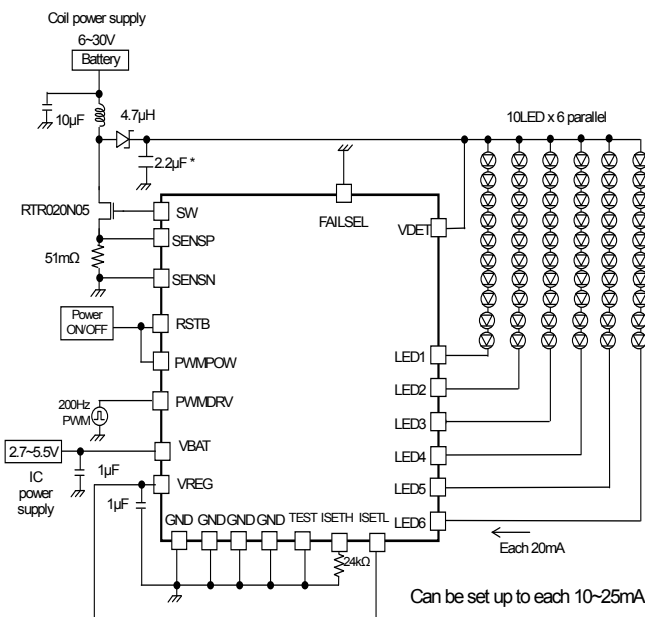 Coil power supply
6~30V
Battery
10µF
4.7µH
2.2µF *
10LED x 6 parallel
RTR020N05
SW
FAILSEL
VDET
SENSP
51mΩ
SENSN
Power
ON/OFF
RSTB
PWMPOW
LED1
LED2
200Hz
PWM
PWMDRV
LED3
2.7~5.5V
VBAT
LED4
IC
power
supply
1µF
VREG
LED5
1µF
GND GND GND GND TEST ISETH ISETL
LED6
24kΩ
Each 20mA
Can be set up to each 10~25mA